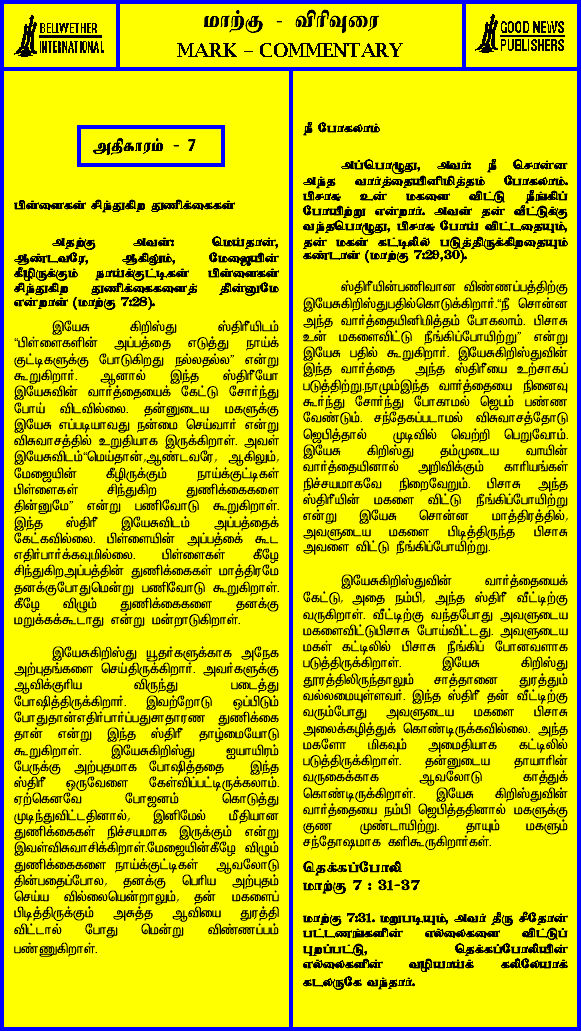 BELLWETHER
INTERNATIONAL
மாற்கு - விரிவுரை
MARK – COMMENTARY
GOOD NEWS
PUBLISHERS
அதிகாரம் - 7
பிள்ளைகள் சிந்துகிற துணிக்கைகள்
அதற்கு அவள்: மெய்தான்,
ஆண்டவரே, ஆகிலும், மேஜையின்
கீழிருக்கும் நாய்க்குட்டிகள் பிள்ளைகள்
சிந்துகிற துணிக்கைகளைத் தின்னுமே
என்றாள் (மாற்கு 7:28).
இயேசு கிறிஸ்து ஸ்திரீயிடம்
“பிள்ளைகளின் அப்பத்தை எடுத்து நாய்க்
குட்டிகளுக்கு போடுகிறது நல்லதல்ல” என்று
கூறுகிறார். ஆனால் இந்த ஸ்திரீயோ
இயேசுவின் வார்த்தையைக் கேட்டு சோர்ந்து
போய் விடவில்லை. தன்னுடைய மகளுக்கு
இயேசு எப்படியாவது நன்மை செய்வார் என்று
விசுவாசத்தில் உறுதியாக இருக்கிறாள். அவள்
இயேசுவிடம்“மெய்தான்,ஆண்டவரே, ஆகிலும்,
மேஜையின் கீழிருக்கும் நாய்க்குட்டிகள்
பிள்ளைகள் சிந்துகிற துணிக்கைகளை
தின்னுமே” என்று பணிவோடு கூறுகிறாள்.
இந்த ஸ்திரீ இயேசுவிடம் அப்பத்தைக்
கேட்கவில்லை. பிள்ளையின் அப்பத்கை் கூட
எதிர்பார்க்கவுமில்லை. பிள்ளைகள் கீழே
சிந்துகிறஅப்பத்தின் துணிக்கைகள் மாத்திரமே
தனக்குபோதுமென்று பணிவோடு கூறுகிறாள்.
கீழே விழும் துணிக்கைகளை தனக்கு
மறுக்கக்கூடாது என்று மன்றாடுகிறாள்.
இயேசுகிறிஸ்து யூதர்களுக்காக அநேக
அற்புதங்களை செய்திருக்கிறார். அவர்களுக்கு
ஆவிக்குரிய விருந்து படைத்து
போஷித்திருக்கிறார். இவற்றோடு ஒப்பிடும்
போதுதான்எதிர்பார்ப்பதுசாதாரண துணிக்கை
தான் என்று இந்த ஸ்திரீ தாழ்மையோடு
கூறுகிறாள். இயேசுகிறிஸ்து ஐயாயிரம்
பேருக்கு அற்புதமாக போஷித்ததை இந்த
ஸ்திரீ ஒருவேளை கேள்விப்பட்டிருக்கலாம்.
ஏற்கெனவே போஜனம் கொடுத்து
முடிந்துவிட்டதினால், இனிமேல் மீதியான
துணிக்கைகள் நிச்சயமாக இருக்கும் என்று
இவள்விசுவாசிக்கிறாள்.மேஜையின்கீழே விழும்
துணிக்கைகளை நாய்க்குட்டிகள் ஆவலோடு
தின்பதைப்போல, தனக்கு பெரிய அற்புதம்
செய்ய வில்லையென்றாலும், தன் மகளைப்
பிடித்திருக்கும் அசுத்த ஆவியை துரத்தி
விட்டால் போது மென்று விண்ணப்பம்
பண்ணுகிறாள்.
நீ போகலாம்
அப்பொழுது, அவர்: நீ சொன்ன
அந்த வார்த்தையினிமித்தம் போகலாம்.
பிசாசு உன் மகளை விட்டு நீங்கிப்
போயிற்று என்றார். அவள் தன் வீட்டுக்கு
வந்தபொழுது, பிசாசு போய் விட்டதையும்,
தன் மகள் கட்டிலில் படுத்திருக்கிறதையும்
கண்டாள் (மாற்கு 7:29,30).
ஸ்திரீயின்பணிவான விண்ணப்பத்திற்கு
இயேசுகிறிஸ்துபதில்கொடுக்கிறார்.“நீ சொன்ன
அந்த வார்த்தையினிமித்தம் போகலாம். பிசாசு
உன் மகளைவிட்டு நீங்கிப்போயிற்று” என்று
இயேசு பதில் கூறுகிறார். இயேசுகிறிஸ்துவின்
இந்த வார்த்தை அந்த ஸ்திரீயை உற்சாகப்
படுத்திற்று.நாமும்இந்த வார்த்தையை நினைவு
கூர்ந்து சோர்ந்து போகாமல் ஜெபம் பண்ண
வேண்டும். சந்தேகப்படாமல் விசுவாசத்தோடு
ஜெபித்தால் முடிவில் வெற்றி பெறுவோம்.
இயேசு கிறிஸ்து தம்முடைய வாயின்
வார்த்தையினால் அறிவிக்கும் காரியங்கள்
நிச்சயமாகவே நிறைவேறும். பிசாசு அந்த
ஸ்திரீயின் மகளை விட்டு நீங்கிப்போயிற்று
என்று இயேசு சொன்ன மாத்திரத்தில்,
அவளுடைய மகளை பிடித்திருந்த பிசாசு
அவளை விட்டு நீங்கிப்போயிற்று.
இயேசுகிறிஸ்துவின் வார்த்தையைக்
கேட்டு, அதை நம்பி, அந்த ஸ்திரீ வீட்டிற்கு
வருகிறாள். வீட்டிற்கு வந்தபோது அவளுடைய
மகளைவிட்டுபிசாசு போய்விட்டது. அவளுடைய
மகள் கட்டிலில் பிசாசு நீங்கிப் போனவளாக
படுத்திருக்கிறாள். இயேசு கிறிஸ்து
தூரத்திலிருந்தாலும் சாத்தானை துரத்தும்
வல்லமையுள்ளவர். இந்த ஸ்திரீ தன் வீட்டிற்கு
வரும்போது அவளுடைய மகளை பிசாசு
அலைக்கழித்துக் கொண்டிருக்கவில்லை. அந்த
மகளோ மிகவும் அமைதியாக கட்டிலில்
படுத்திருக்கிறாள். தன்னுடைய தாயாரின்
வருகைக்காக ஆவலோடு காத்துக்
கொண்டிருக்கிறாள். இயேசு கிறிஸ்துவின்
வார்த்தையை நம்பி ஜெபித்ததினால் மகளுக்கு
குண முண்டாயிற்று. தாயும் மகளும்
சந்தோஷமாக களிகூருகிறார்கள்.
தெக்கப்போலி
மாற்கு 7 : 31-37
மாற்கு 7:31. மறுபடியும், அவர் தீரு சீதோன்
பட்டணங்களின் எல்லைகளை விட்டுப்
புறப்பட்டு, தெக்கப்போலியின்
எல்லைகளின் வழியாய்க் கலிலேயாக்
கடலருகே வந்தார்.